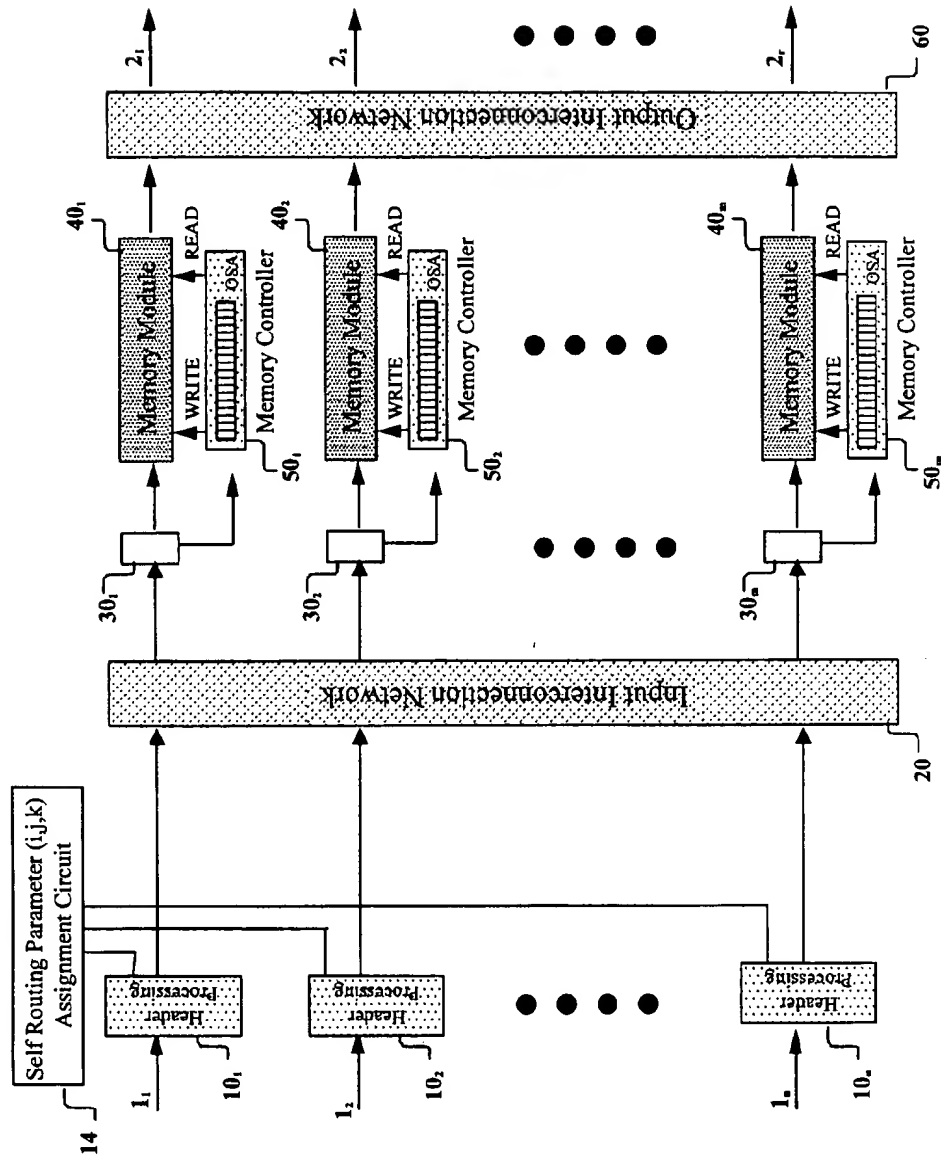 14
Self Routing Parameter (i,j,k)
Assignment Circuit
1₁
10₁
Header
Processing
1₂
10₂
Header
Processing
1ₙ
10ₙ
Header
Processing
Input Interconnection Network
20
30₁
30₂
30ₘ
40₁
Memory Module
WRITE
READ
OSA
50₁
Memory Controller
40₂
Memory Module
WRITE
READ
OSA
50₂
Memory Controller
40ₘ
Memory Module
WRITE
READ
OSA
50ₘ
Memory Controller
Output Interconnection Network
60
2₁
2₂
2ᵣ